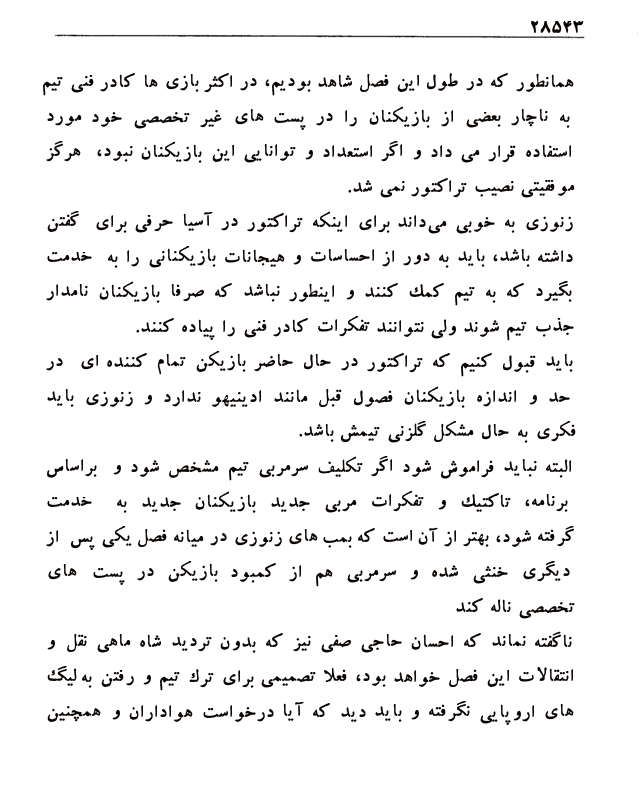 ۲۸۵۴۳
همانطور که در طول این فصل شاهد بودیم، در اکثر بازی ها کادر فنی تیم
به ناچار بعضی از بازیکنان را در پست های غیر تخصصی خود مورد
استفاده قرار می داد و اگر استعداد و توانایی این بازیکنان نبود، هرگز
موفقیتی نصیب تراکتور نمی شد.
زنوزی به خوبی می‌داند برای اینکه تراکتور در آسیا حرفی برای گفتن
داشته باشد، باید به دور از احساسات و هیجانات بازیکنانی را به خدمت
بگیرد که به تیم کمك کنند و اینطور نباشد که صرفا بازیکنان نامدار
جذب تیم شوند ولی نتوانند تفکرات کادر فنی را پیاده کنند.
باید قبول کنیم که تراکتور در حال حاضر بازیکن تمام کننده ای در
حد و اندازه بازیکنان فصول قبل مانند ادینیهو ندارد و زنوزی باید
فکری به حال مشکل گلزنی تیمش باشد.
البته نباید فراموش شود اگر تکلیف سرمربی تیم مشخص شود و براساس
برنامه، تاکتیك و تفکرات مربی جدید بازیکنان جدید به خدمت
گرفته شود، بهتر از آن است که بمب های زنوزی در میانه فصل یکی پس از
دیگری خنثی شده و سرمربی هم از کمبود بازیکن در پست های
تخصصی ناله کند
ناگفته نماند که احسان حاجی صفی نیز که بدون تردید شاه ماهی نقل و
انتقالات این فصل خواهد بود، فعلا تصمیمی برای ترك تیم و رفتن به لیگ
های اروپایی نگرفته و باید دید که آیا درخواست هواداران و همچنین